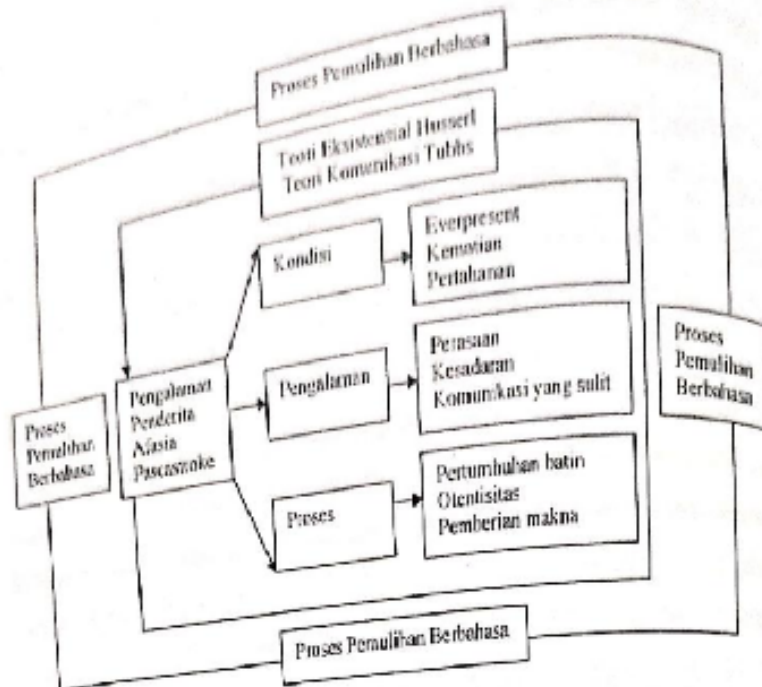 Proses Pemulihan Berbahasa
Teori Eksistensial Husserl
Teori Komunikasi Tubbs
Kondisi
Everpresent
Kematian
Pertahanan
Proses
Pemulihan
Berbahasa
Pengalaman
Penderita
Afasia
Pascastroke
Pengalaman
Perasaan
Kesadaran
Komunikasi yang sulit
Proses
Pemulihan
Berbahasa
Proses
Pertumbuhan batin
Otentisitas
Pemberian makna
Proses Pemulihan Berbahasa